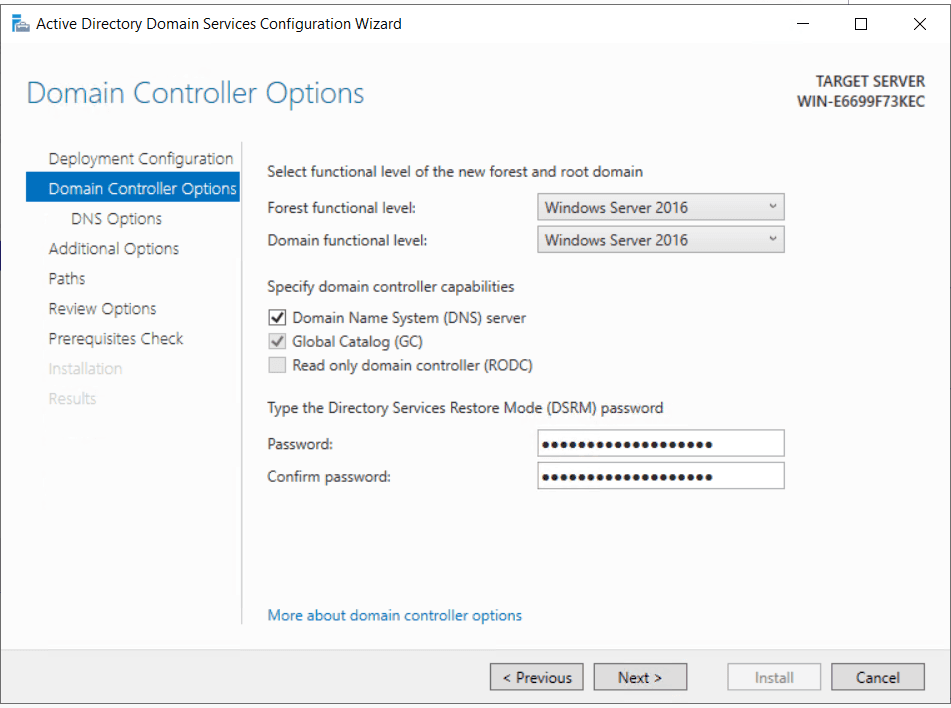 Active Directory Domain Services Configuration Wizard
Domain Controller Options
TARGET SERVER
WIN-E6699F73KEC
Deployment Configuration
Domain Controller Options
DNS Options
Additional Options
Paths
Review Options
Prerequisites Check
Installation
Results
Select functional level of the new forest and root domain
Forest functional level: Windows Server 2016
Domain functional level: Windows Server 2016
Specify domain controller capabilities
Domain Name System (DNS) server
Global Catalog (GC)
Read only domain controller (RODC)
Type the Directory Services Restore Mode (DSRM) password
Password: ●●●●●●●●●●●●●●●●●●●
Confirm password: ●●●●●●●●●●●●●●●●●●●
More about domain controller options
< Previous Next > Install Cancel